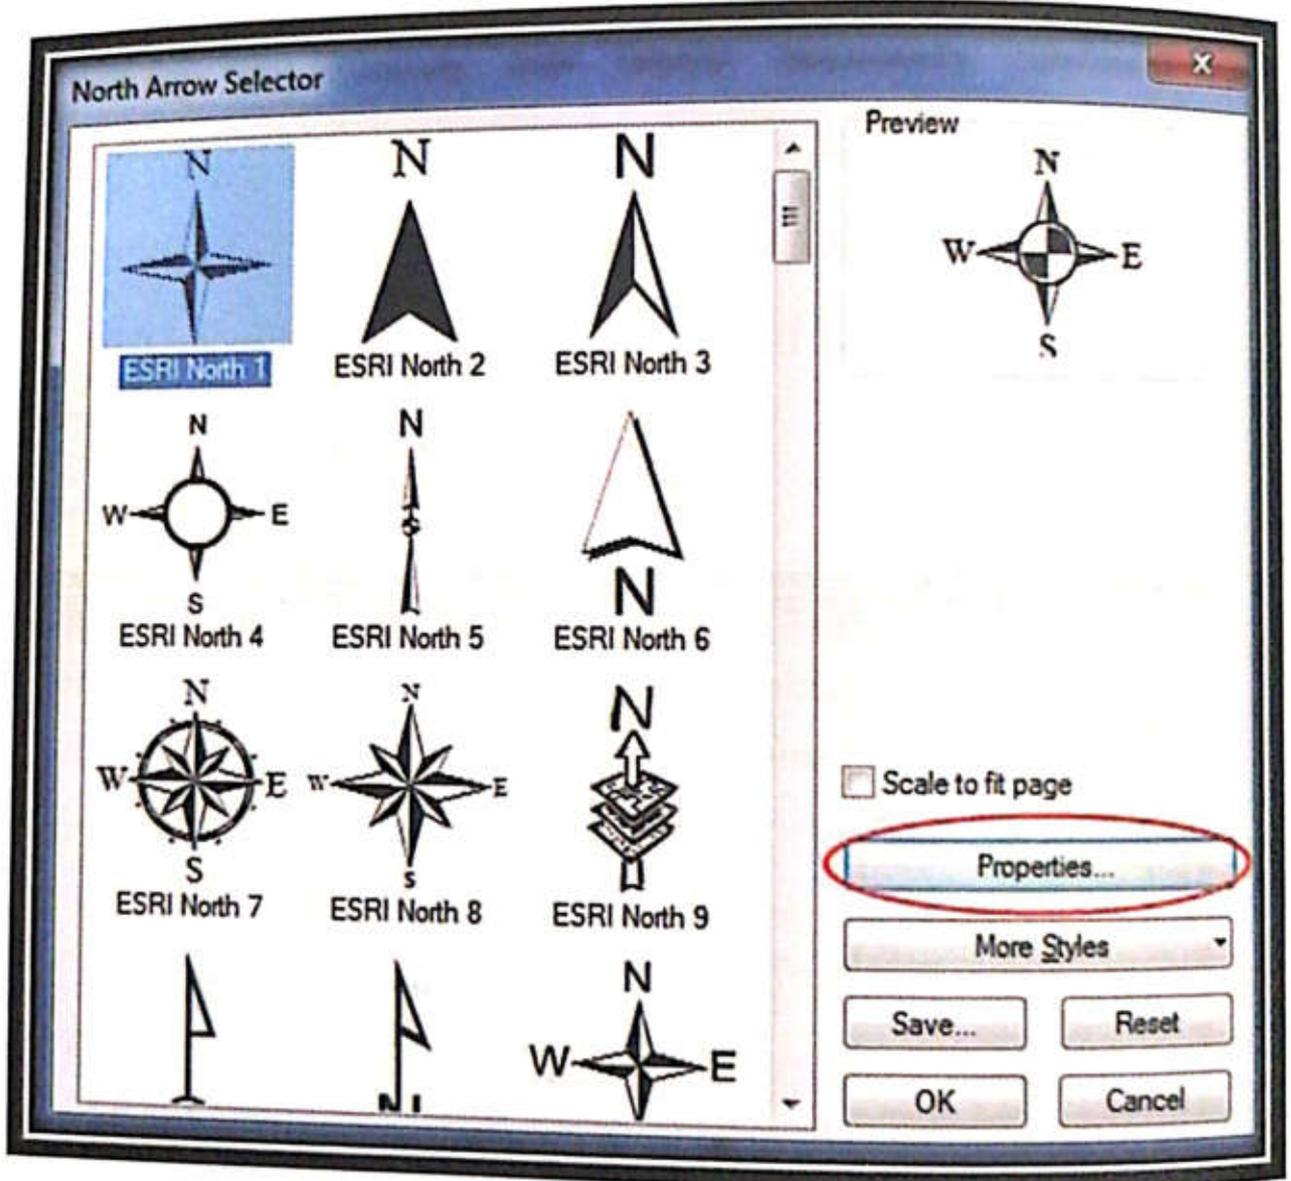 North Arrow Selector
Preview
N
N
N
N
W E
S
ESRI North 1
ESRI North 2
ESRI North 3
N
W E
S
N
S
N
ESRI North 4
ESRI North 5
ESRI North 6
N
W E
S
N
W E
S
N
ESRI North 7
ESRI North 8
ESRI North 9
N
W E
Scale to fit page
Properties...
More Styles
Save...
Reset
OK
Cancel